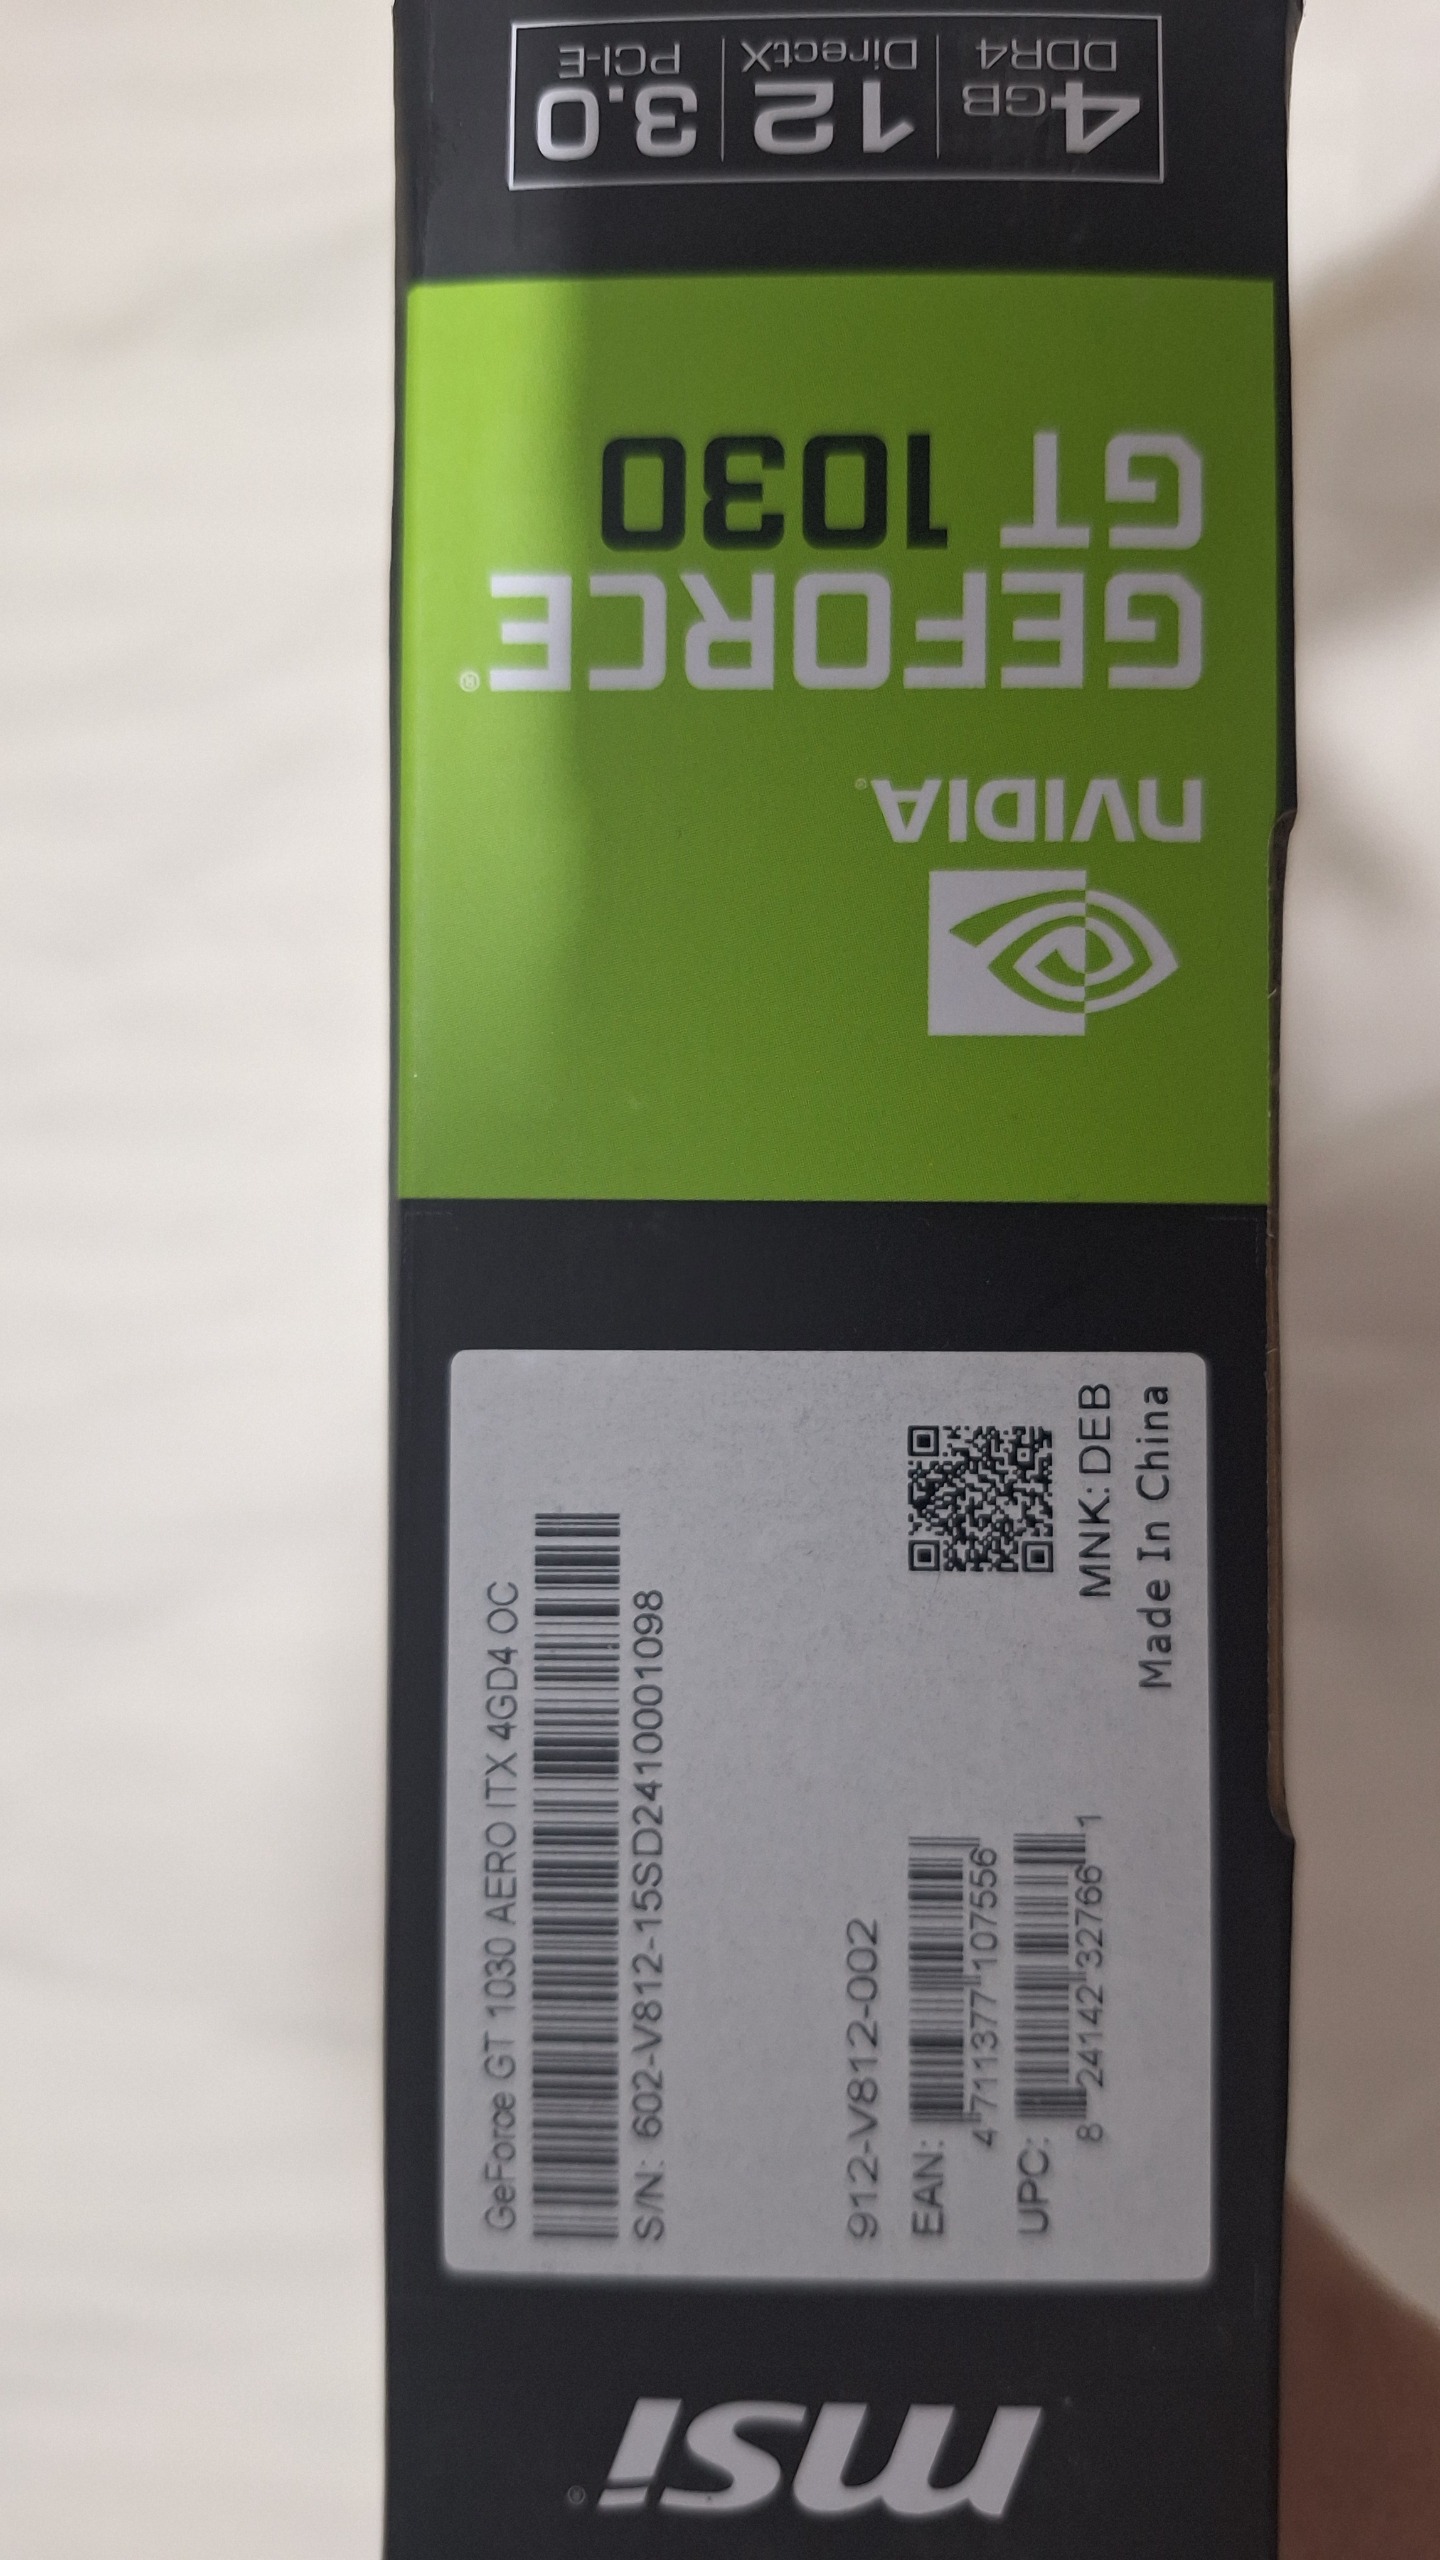 msi
GeForce GT 1030 AERO ITX 4GD4 OC
S/N: 602-V812-15SD2410001098
912-V812-002
EAN:
4 711377 107556
UPC:
8 24142 32766 1
MNK: DEB
Made In China
NVIDIA®
GEFORCE®
GT 1030
4GB DDR4
12 DirectX
3.0 PCI-E